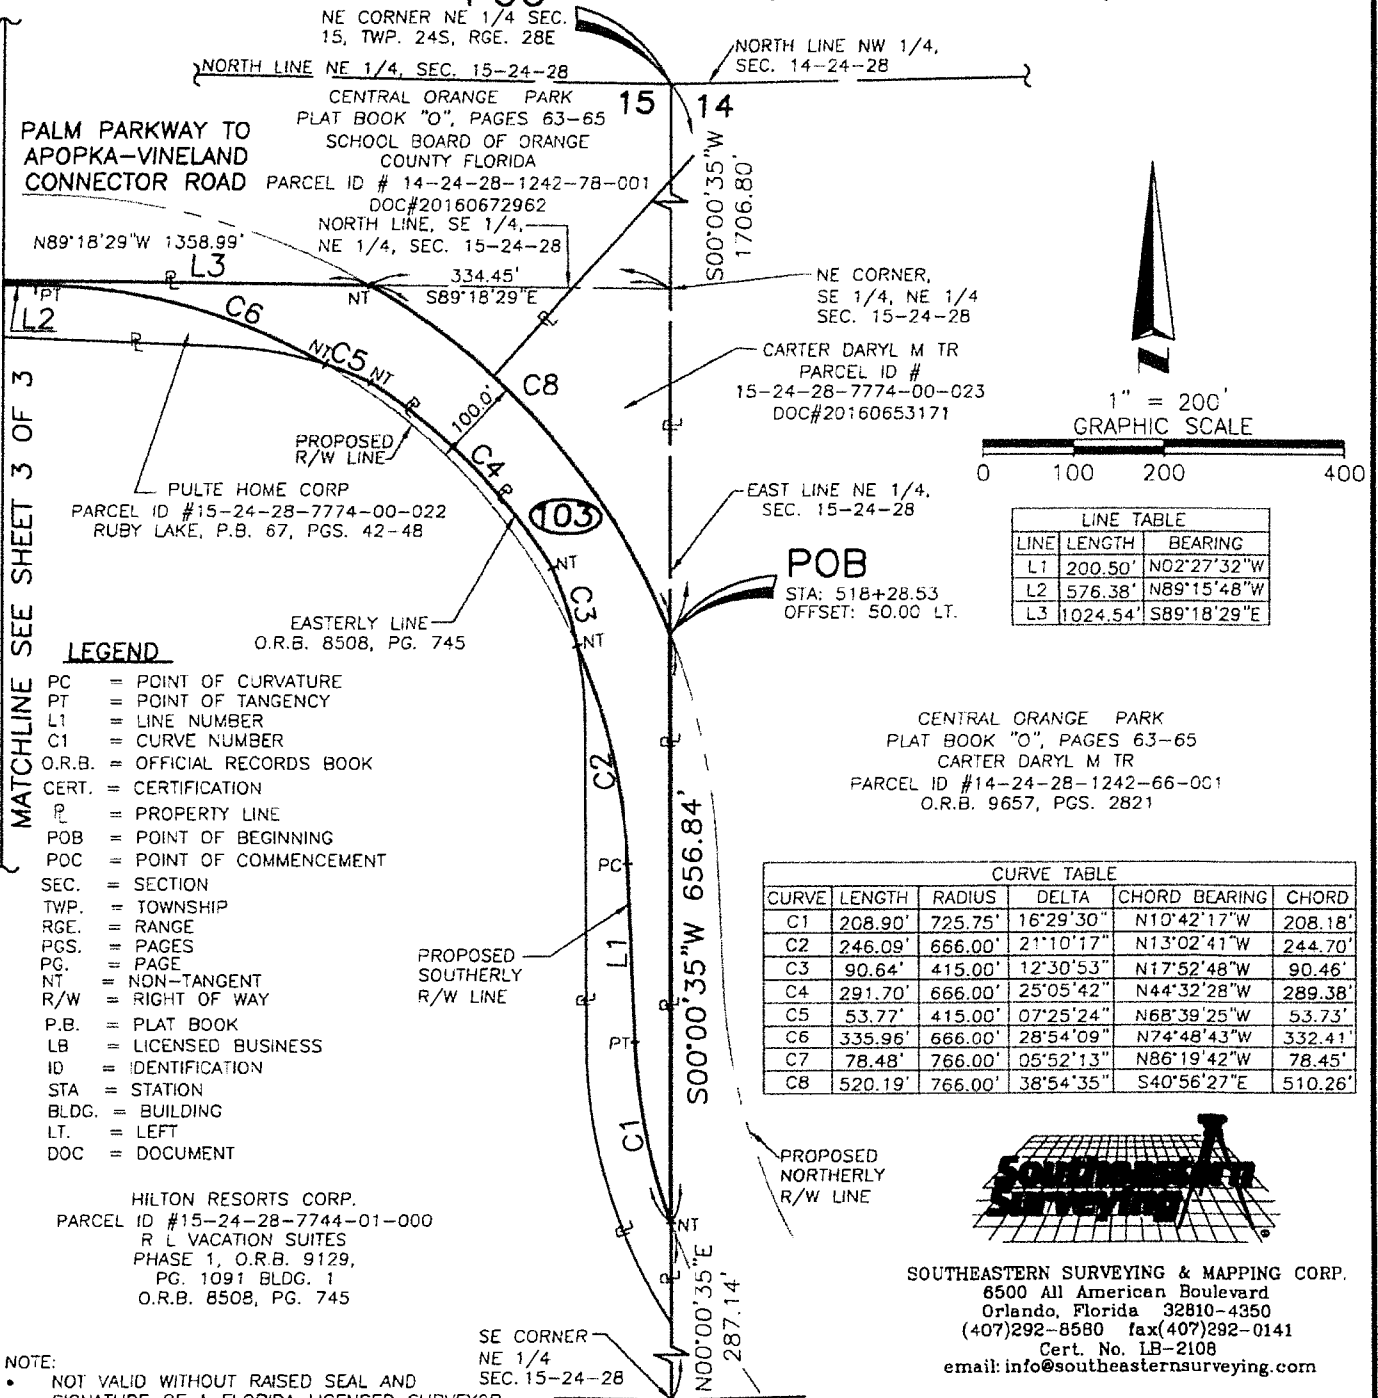 NE CORNER NE 1/4 SEC.
15, TWP. 24S, RGE. 28E
NORTH LINE NW 1/4,
SEC. 14-24-28
NORTH LINE NE 1/4, SEC. 15-24-28
15 14
CENTRAL ORANGE PARK
PLAT BOOK "O", PAGES 63-65
SCHOOL BOARD OF ORANGE
COUNTY FLORIDA
PARCEL ID # 14-24-28-1242-78-001
DOC#20160672962
PALM PARKWAY TO
APOPKA-VINELAND
CONNECTOR ROAD
S00°00'35"W
1706.80'
NORTH LINE, SE 1/4,
NE 1/4, SEC. 15-24-28
N89°18'29"W 1358.99'
L3
334.45'
S89°18'29"E
NT
PT
L2
C6
NT
C5
NT
C8
100.0'
C4
NE CORNER,
SE 1/4, NE 1/4
SEC. 15-24-28
CARTER DARYL M TR
PARCEL ID #
15-24-28-7774-00-023
DOC#20160653171
1" = 200'
GRAPHIC SCALE
0 100 200 400
PROPOSED
R/W LINE
PULTE HOME CORP
PARCEL ID #15-24-28-7774-00-022
RUBY LAKE, P.B. 67, PGS. 42-48
103
EAST LINE NE 1/4,
SEC. 15-24-28
LINE TABLE
LINE LENGTH BEARING
L1 200.50' N02°27'32"W
L2 576.38' N89°15'48"W
L3 1024.54' S89°18'29"E
POB
STA: 518+28.53
OFFSET: 50.00 LT.
NT
C3
NT
EASTERLY LINE
O.R.B. 8508, PG. 745
MATCHLINE SEE SHEET 3 OF 3
LEGEND
PC = POINT OF CURVATURE
PT = POINT OF TANGENCY
L1 = LINE NUMBER
C1 = CURVE NUMBER
O.R.B. = OFFICIAL RECORDS BOOK
CERT. = CERTIFICATION
PL = PROPERTY LINE
POB = POINT OF BEGINNING
POC = POINT OF COMMENCEMENT
SEC. = SECTION
TWP. = TOWNSHIP
RGE. = RANGE
PGS. = PAGES
PG. = PAGE
NT = NON-TANGENT
R/W = RIGHT OF WAY
P.B. = PLAT BOOK
LB = LICENSED BUSINESS
ID = IDENTIFICATION
STA = STATION
BLDG. = BUILDING
LT. = LEFT
DOC = DOCUMENT
C2
PC
L1
PT
C1
NT
S00°00'35"W 656.84'
PROPOSED
SOUTHERLY
R/W LINE
CENTRAL ORANGE PARK
PLAT BOOK "O", PAGES 63-65
CARTER DARYL M TR
PARCEL ID #14-24-28-1242-66-001
O.R.B. 9657, PGS. 2821
CURVE TABLE
CURVE LENGTH RADIUS DELTA CHORD BEARING CHORD
C1 208.90' 725.75' 16°29'30" N10°42'17"W 208.18'
C2 246.09' 666.00' 21°10'17" N13°02'41"W 244.70'
C3 90.64' 415.00' 12°30'53" N17°52'48"W 90.46'
C4 291.70' 666.00' 25°05'42" N44°32'28"W 289.38'
C5 53.77' 415.00' 07°25'24" N68°39'25"W 53.73'
C6 335.96' 666.00' 28°54'09" N74°48'43"W 332.41'
C7 78.48' 766.00' 05°52'13" N86°19'42"W 78.45'
C8 520.19' 766.00' 38°54'35" S40°56'27"E 510.26'
PROPOSED
NORTHERLY
R/W LINE
HILTON RESORTS CORP.
PARCEL ID #15-24-28-7744-01-000
R L VACATION SUITES
PHASE 1, O.R.B. 9129,
PG. 1091 BLDG. 1
O.R.B. 8508, PG. 745
N00°00'35"E
287.14'
SE CORNER
NE 1/4
SEC. 15-24-28
Southeastern
Surveying
SOUTHEASTERN SURVEYING & MAPPING CORP.
6500 All American Boulevard
Orlando, Florida 32810-4350
(407)292-8580 fax(407)292-0141
Cert. No. LB-2108
email: info@southeasternsurveying.com
NOTE:
• NOT VALID WITHOUT RAISED SEAL AND
SIGNATURE OF A FLORIDA LICENSED SURVEYOR